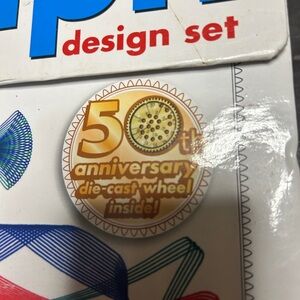 design set
50th
anniversary
die-cast wheel
inside!